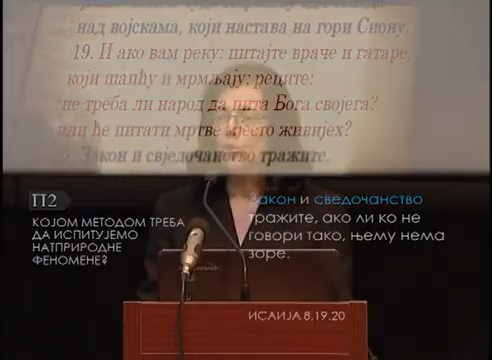 над војскама, који настава на гори Сиону.
19. И ако вам реку: питајте враче и гатаре,
који шапћу и мрмљају; реците:
не треба ли народ да пита Бога својега?
или ће питати мртве мјесто живијех?
Закон и свједочанство тражите.
П2
КОЈОМ МЕТОДОМ ТРЕБА
ДА ИСПИТУЈЕМО
НАТПРИРОДНЕ
ФЕНОМЕНЕ?
Закон и сведочанство
тражите, ако ли ко не
говори тако, њему нема
зоре.
ИСАИЈА 8,19.20